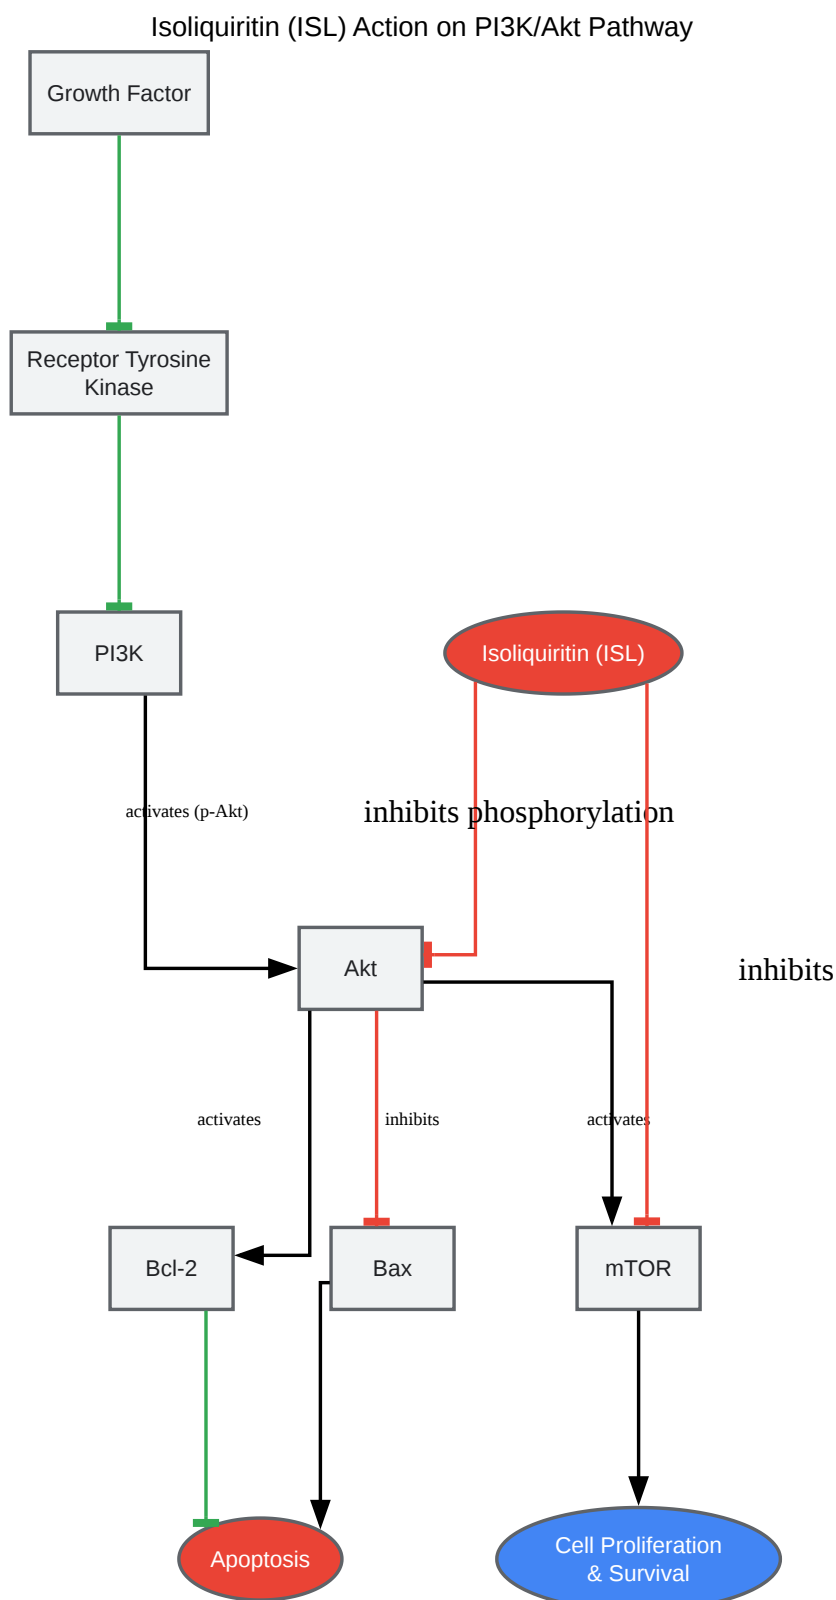 Isoliquiritin (ISL) Action on PI3K/Akt Pathway
Growth Factor
Receptor Tyrosine
Kinase
PI3K
Isoliquiritin (ISL)
activates (p-Akt)
inhibits phosphorylation
Akt
inhibits
activates
inhibits
activates
Bcl-2
Bax
mTOR
Apoptosis
Cell Proliferation
& Survival